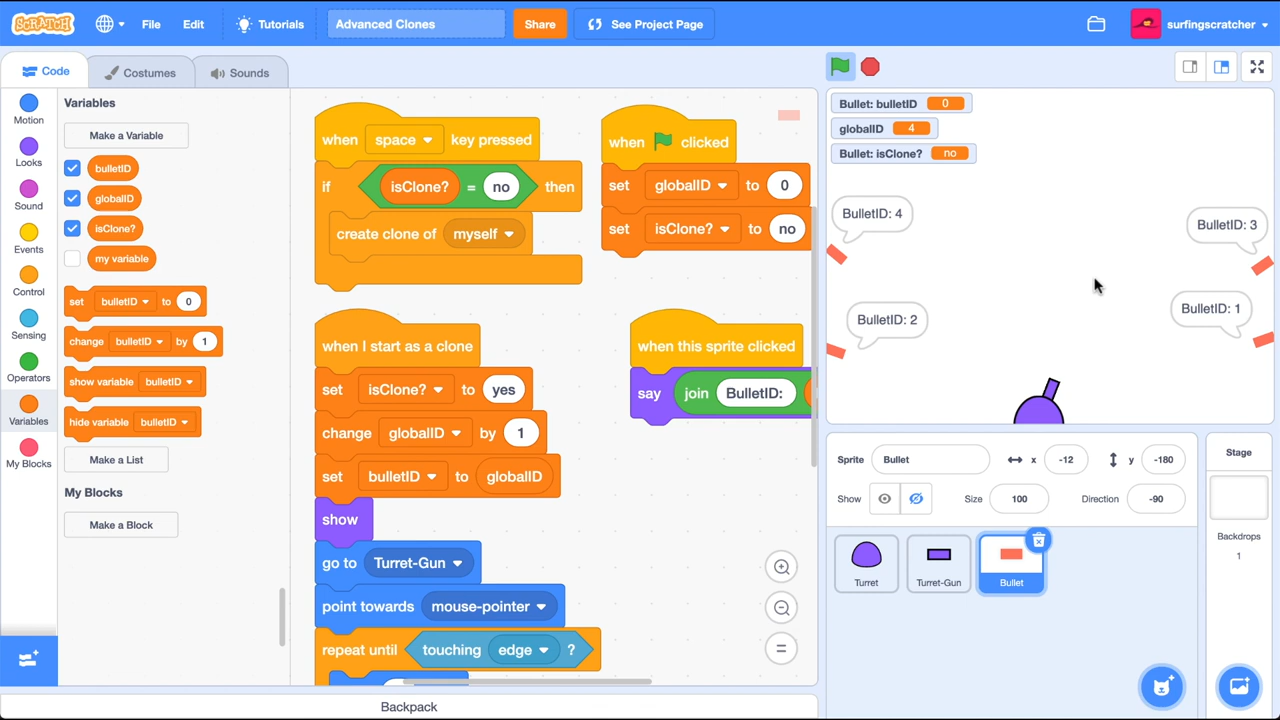 SCRATCH File Edit Tutorials Advanced Clones Share See Project Page surfingscratcher
Code Costumes Sounds
Motion
Looks
Sound
Events
Control
Sensing
Operators
Variables
My Blocks
Variables
Make a Variable
bulletID
globalID
isClone?
my variable
set bulletID to 0
change bulletID by 1
show variable bulletID
hide variable bulletID
Make a List
My Blocks
Make a Block
when space key pressed
if isClone? = no then
create clone of myself
when clicked
set globalID to 0
set isClone? to no
when I start as a clone
set isClone? to yes
change globalID by 1
set bulletID to globalID
show
go to Turret-Gun
point towards mouse-pointer
repeat until touching edge ?
when this sprite clicked
say join BulletID:
Backpack
Bullet: bulletID 0
globalID 4
Bullet: isClone? no
BulletID: 4
BulletID: 3
BulletID: 2
BulletID: 1
Sprite Bullet x -12 y -180
Show Size 100 Direction -90
Turret
Turret-Gun
Bullet
Stage
Backdrops
1